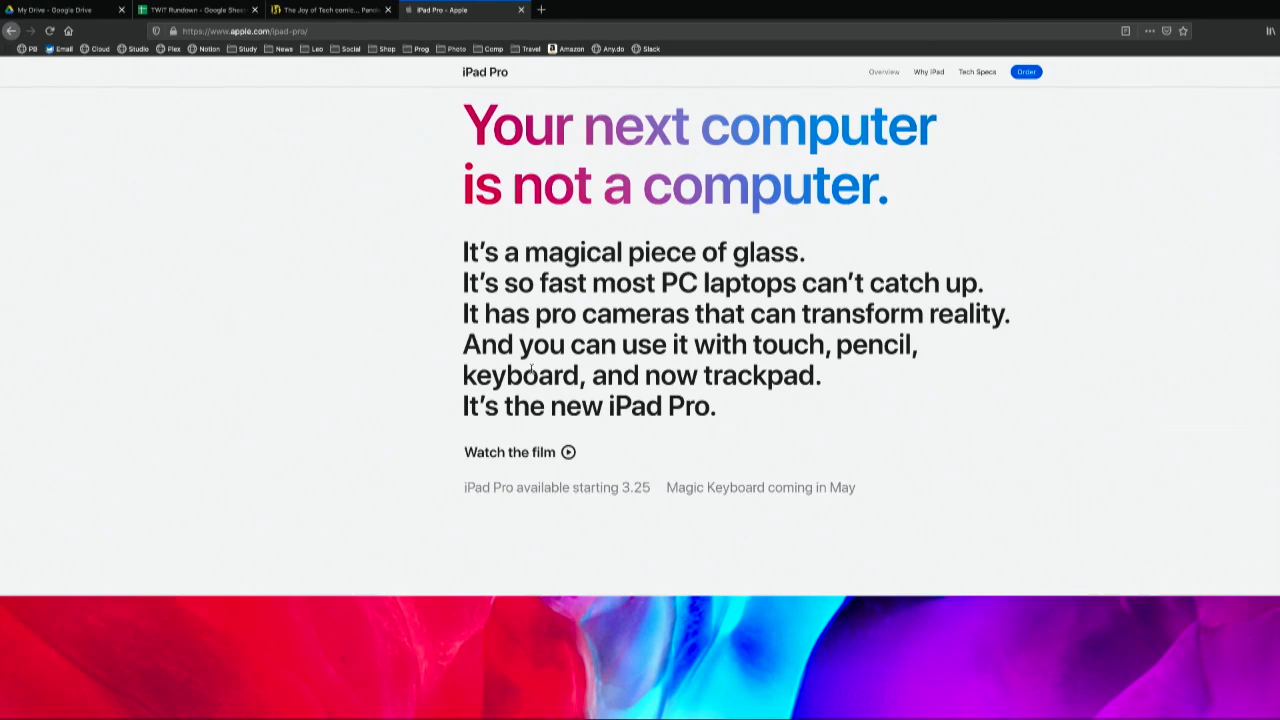 My Drive - Google Drive
TWiT Rundown - Google Shee
The Joy of Tech comic...
iPad Pro - Apple
https://www.apple.com/ipad-pro/
PB Email Cloud Studio Plex Notion Study News Leo Social Shop Prog Photo Comp Travel Amazon Any.do Slack
iPad Pro
Overview Why iPad Tech Specs Order
Your next computer
is not a computer.
It's a magical piece of glass.
It's so fast most PC laptops can't catch up.
It has pro cameras that can transform reality.
And you can use it with touch, pencil,
keyboard, and now trackpad.
It's the new iPad Pro.
Watch the film
iPad Pro available starting 3.25 Magic Keyboard coming in May